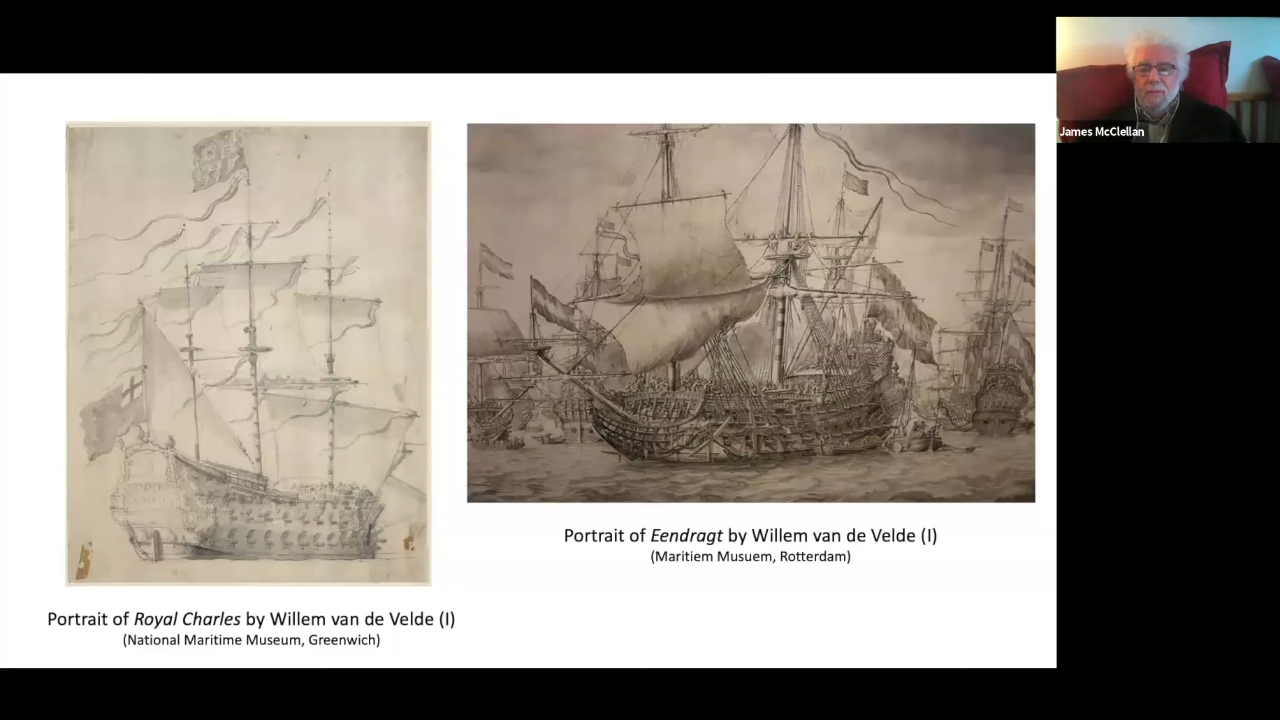 James McClellan
Portrait of Eendragt by Willem van de Velde (I)
(Maritiem Musuem, Rotterdam)
Portrait of Royal Charles by Willem van de Velde (I)
(National Maritime Museum, Greenwich)